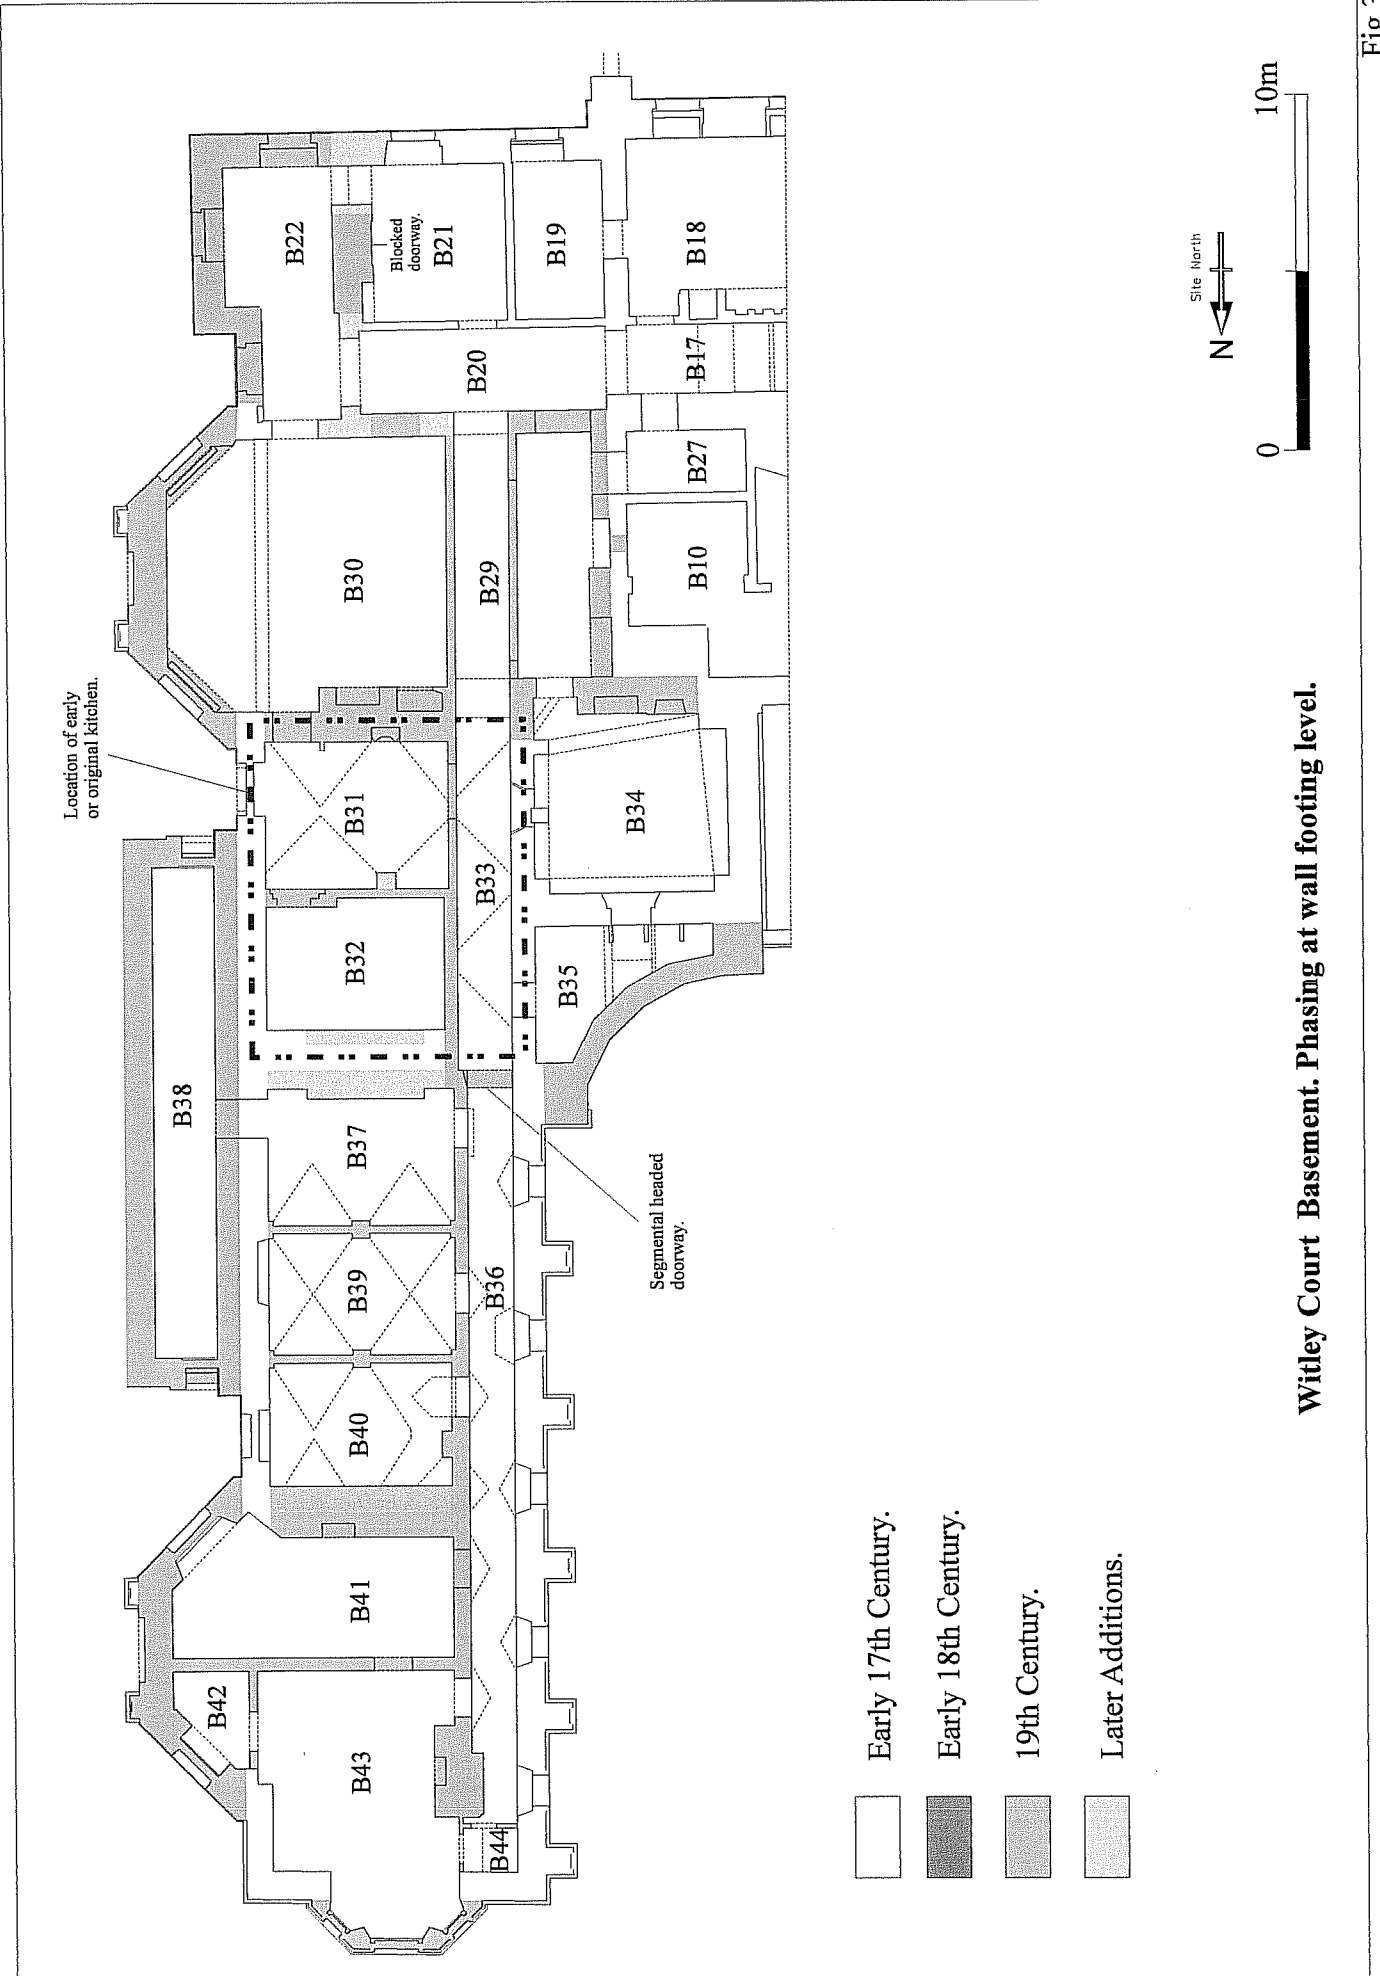 Fig
10m
0
Site North
N
Location of early
or original kitchen.
B22
Blocked
doorway.
B21
B19
B18
B20
B17
B27
B30
B29
B10
B31
B33
B34
B32
B35
B38
B37
Segmental headed
doorway.
B39
B36
B40
B41
B42
B43
B44
Early 17th Century.
Early 18th Century.
19th Century.
Later Additions.
Witley Court Basement. Phasing at wall footing level.